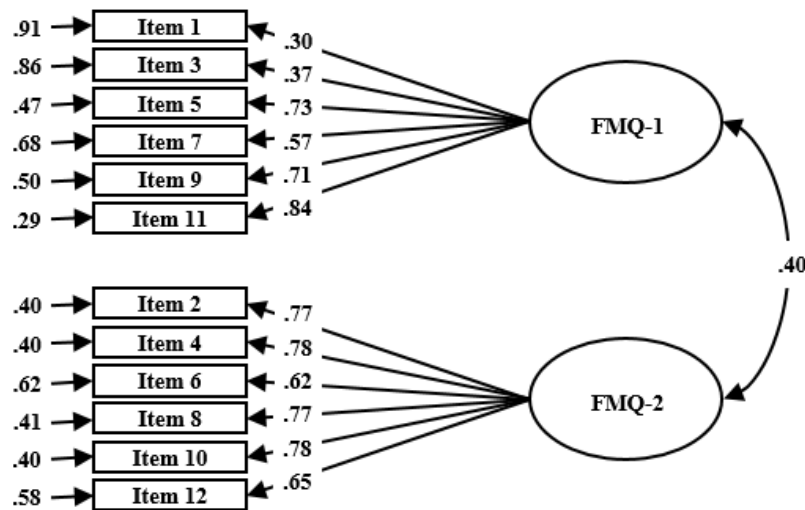 .91 Item 1 .30
.86 Item 3 .37
.47 Item 5 .73
.68 Item 7 .57
.50 Item 9 .71
.29 Item 11 .84
FMQ-1
.40
.40 Item 2 .77
.40 Item 4 .78
.62 Item 6 .62
.41 Item 8 .77
.40 Item 10 .78
.58 Item 12 .65
FMQ-2